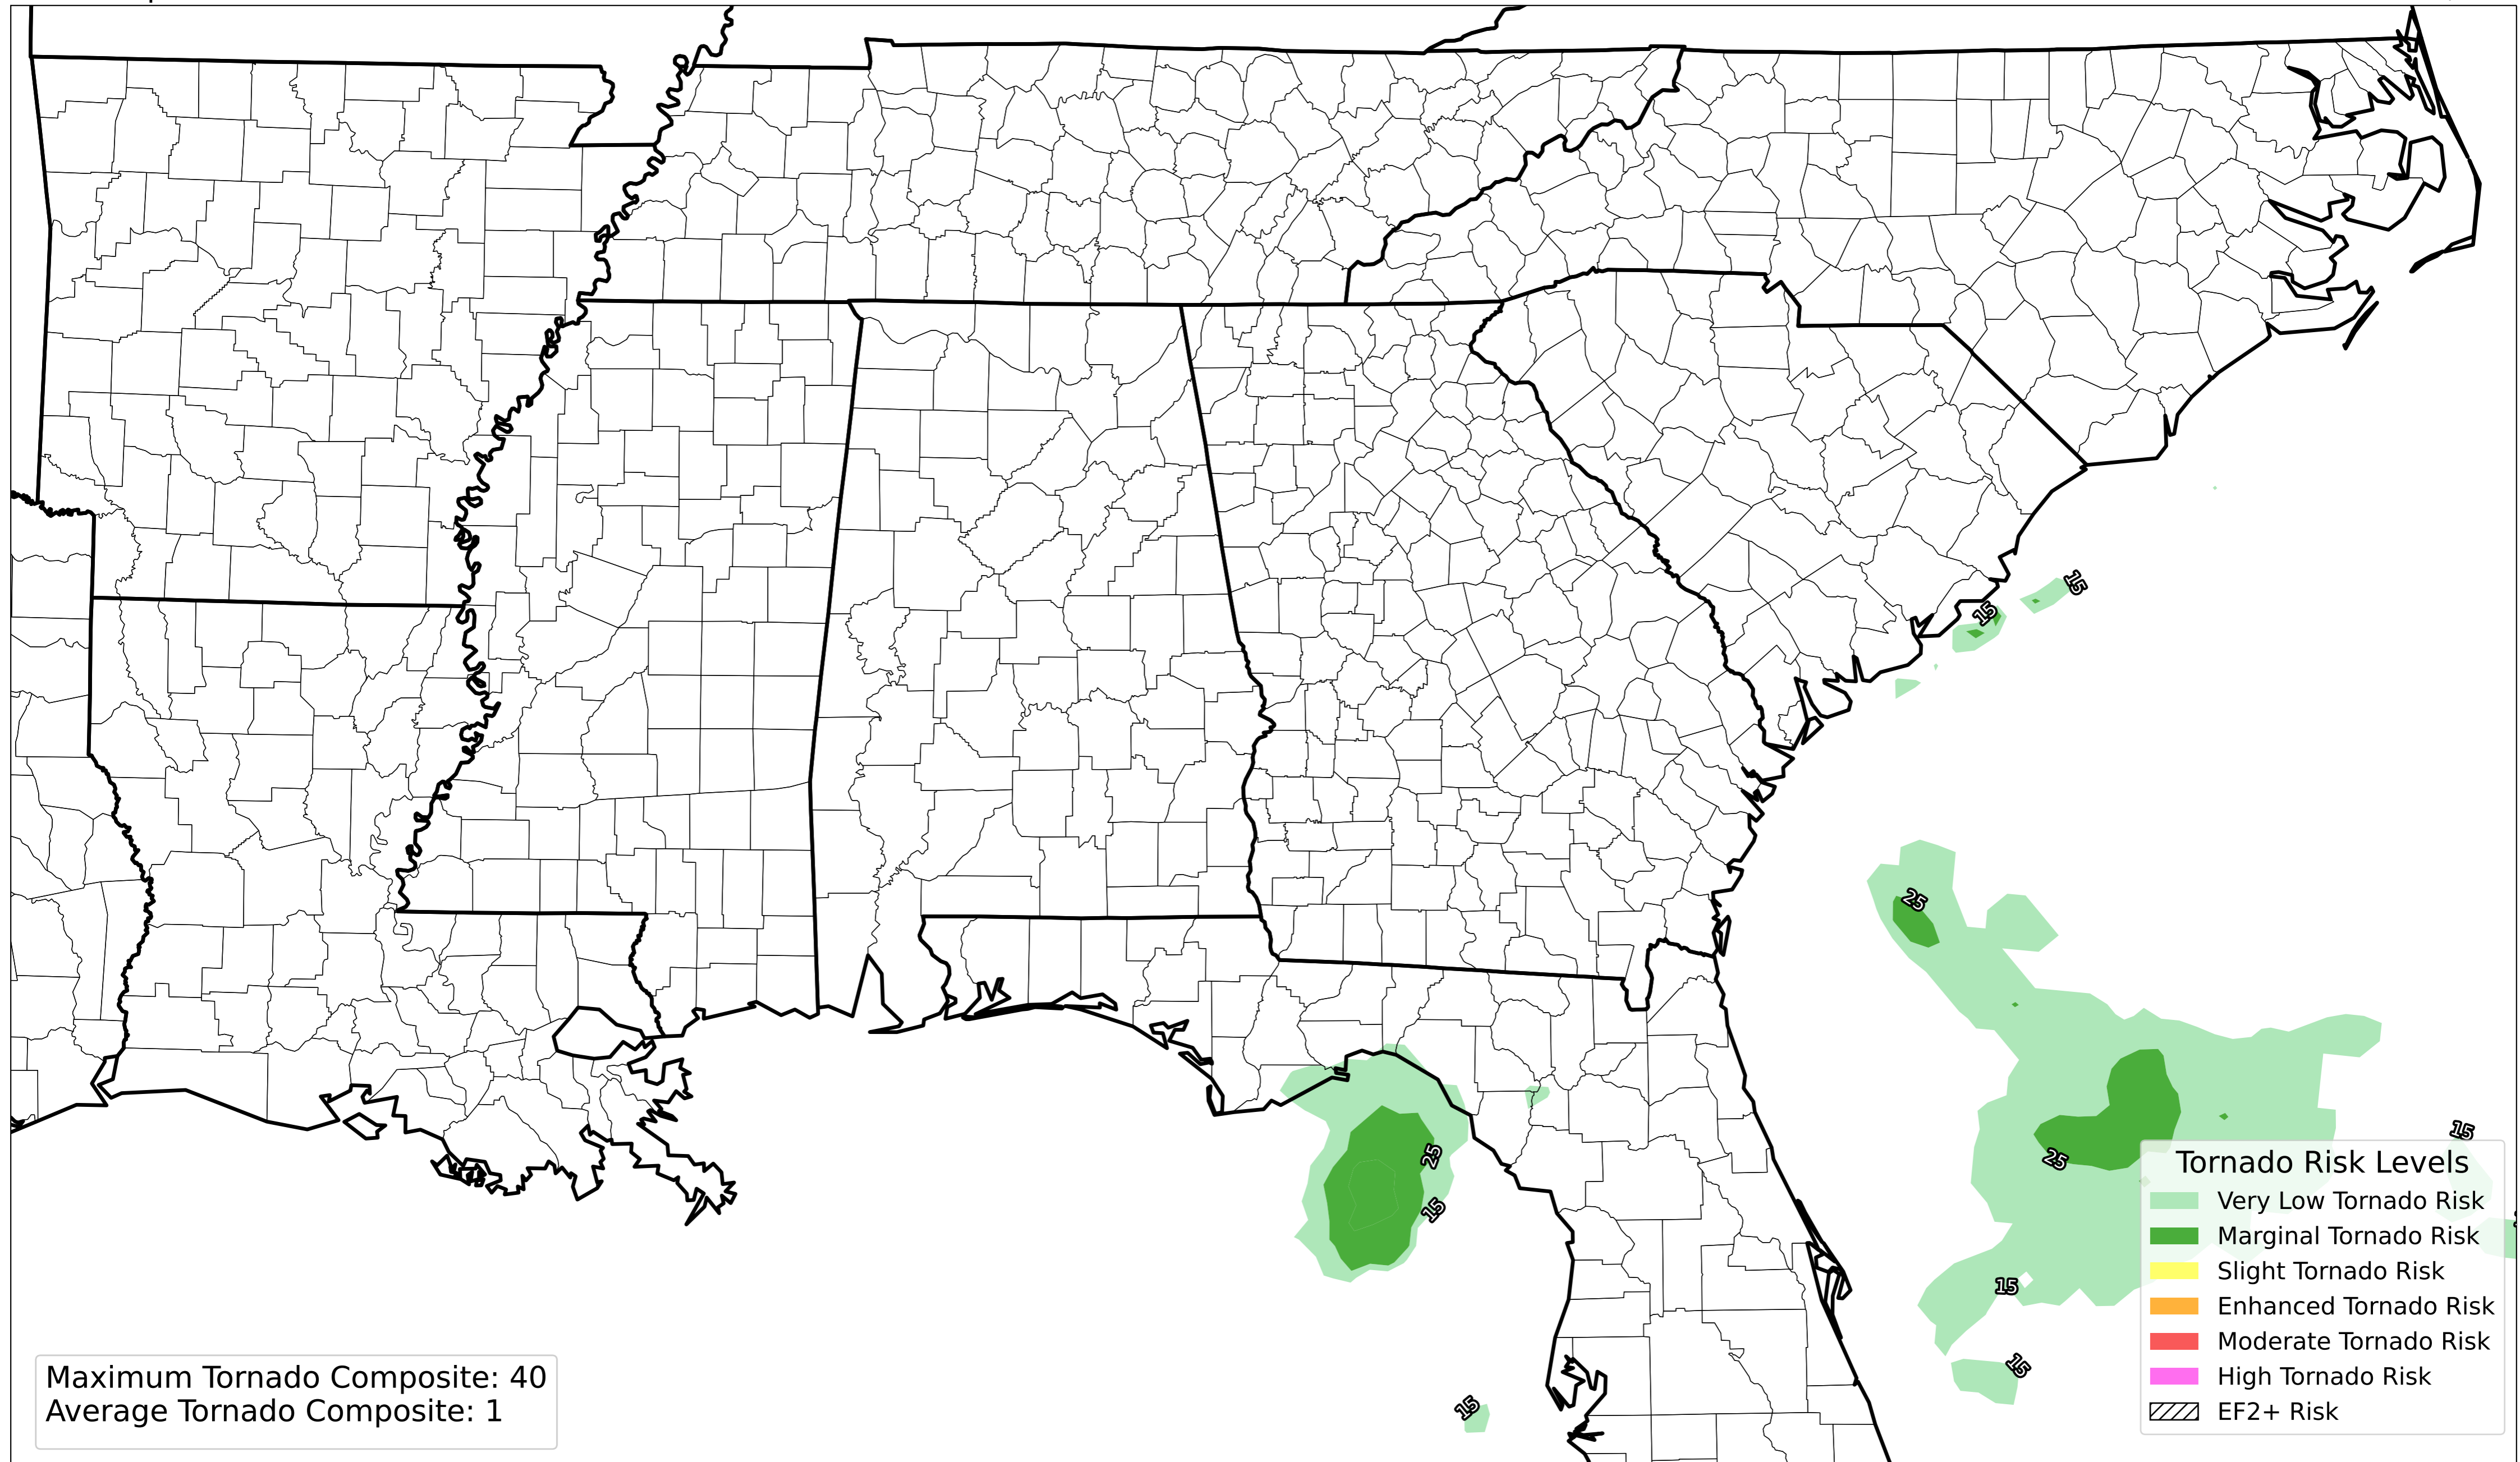 15
15
25
25
15
25
15
15
15
15
Tornado Risk Levels
Very Low Tornado Risk
Marginal Tornado Risk
Slight Tornado Risk
Enhanced Tornado Risk
Moderate Tornado Risk
High Tornado Risk
EF2+ Risk
Maximum Tornado Composite: 40
Average Tornado Composite: 1